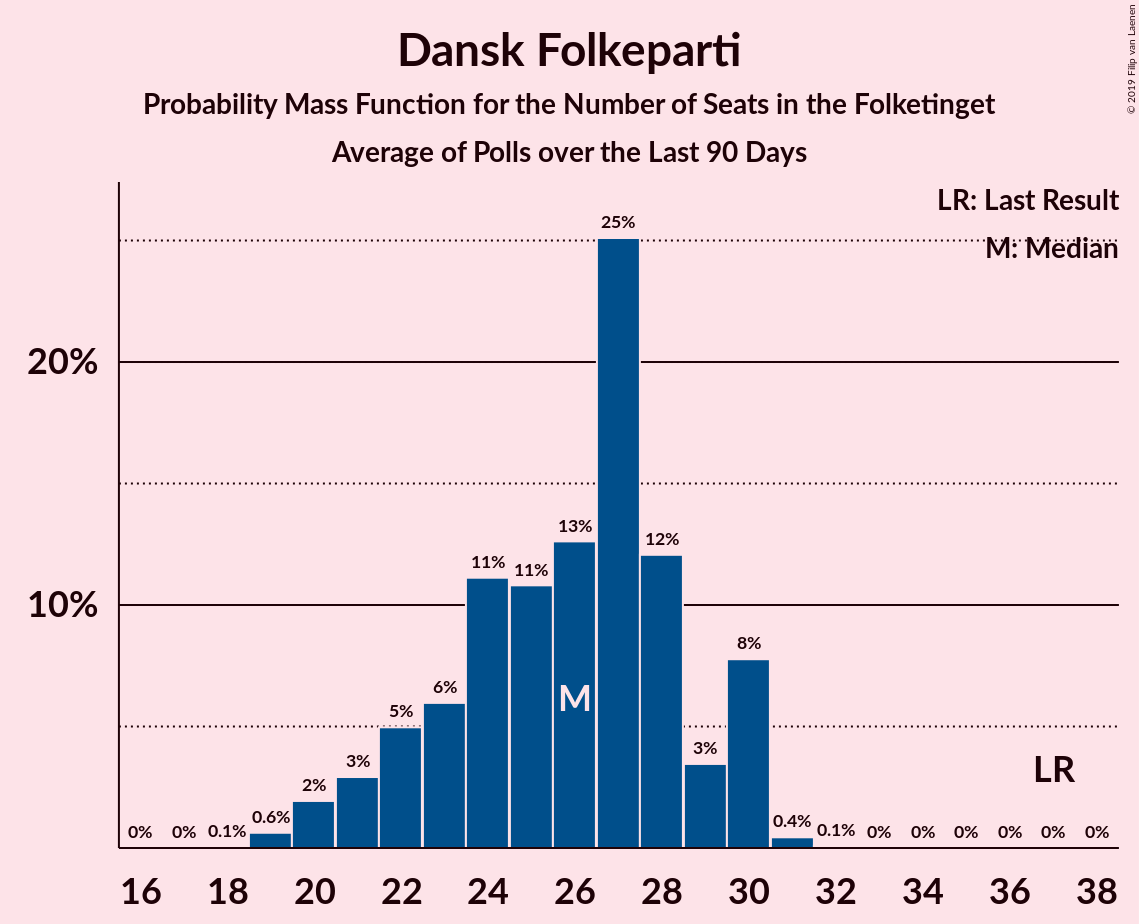 Dansk Folkeparti
Probability Mass Function for the Number of Seats in the Folketinget
Average of Polls over the Last 90 Days
© 2019 Filip van Laenen
LR: Last Result
M: Median
25%
20%
13%
12%
11%
11%
10%
8%
6%
5%
3%
3%
2%
0.6%
0.4%
0% 0% 0.1%
0.1% 0% 0% 0% 0% 0% 0%
M
LR
16 18 20 22 24 26 28 30 32 34 36 38